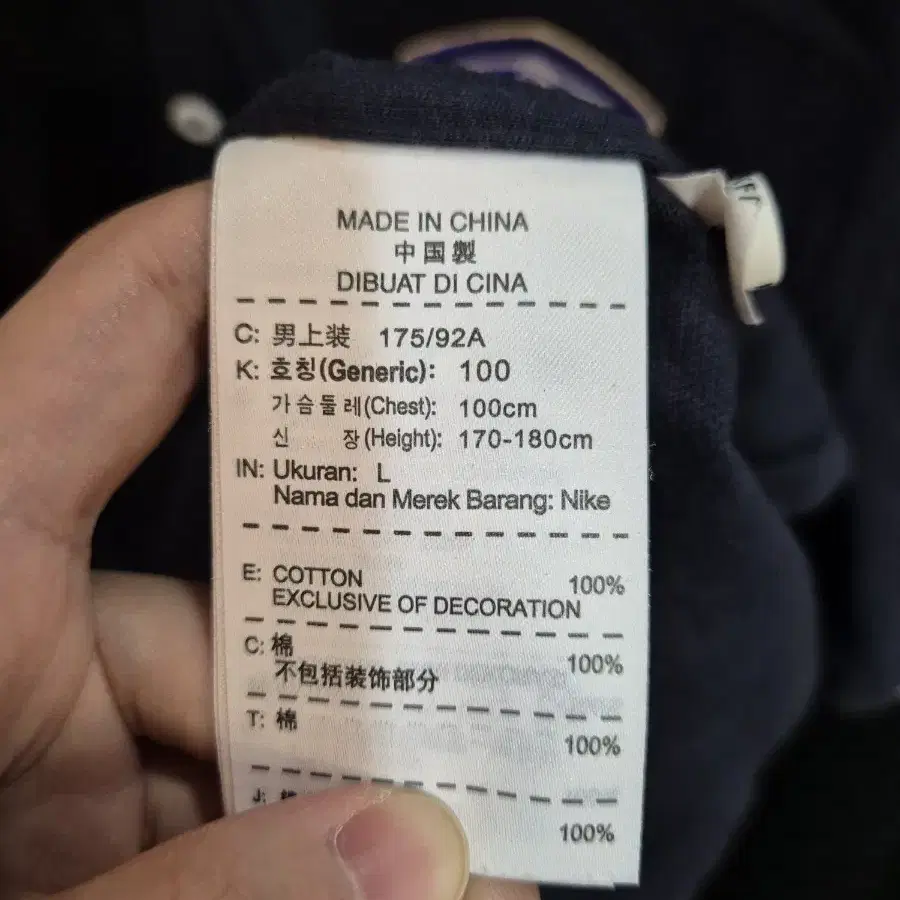 MADE IN CHINA
中国製
DIBUAT DI CINA
C: 男上装 175/92A
K: 호칭(Generic): 100
가슴둘레(Chest): 100cm
신 장(Height): 170-180cm
IN: Ukuran: L
Nama dan Merek Barang: Nike
E: COTTON 100%
EXCLUSIVE OF DECORATION
C: 棉 100%
不包括装饰部分
T: 棉 100%
J: 100%